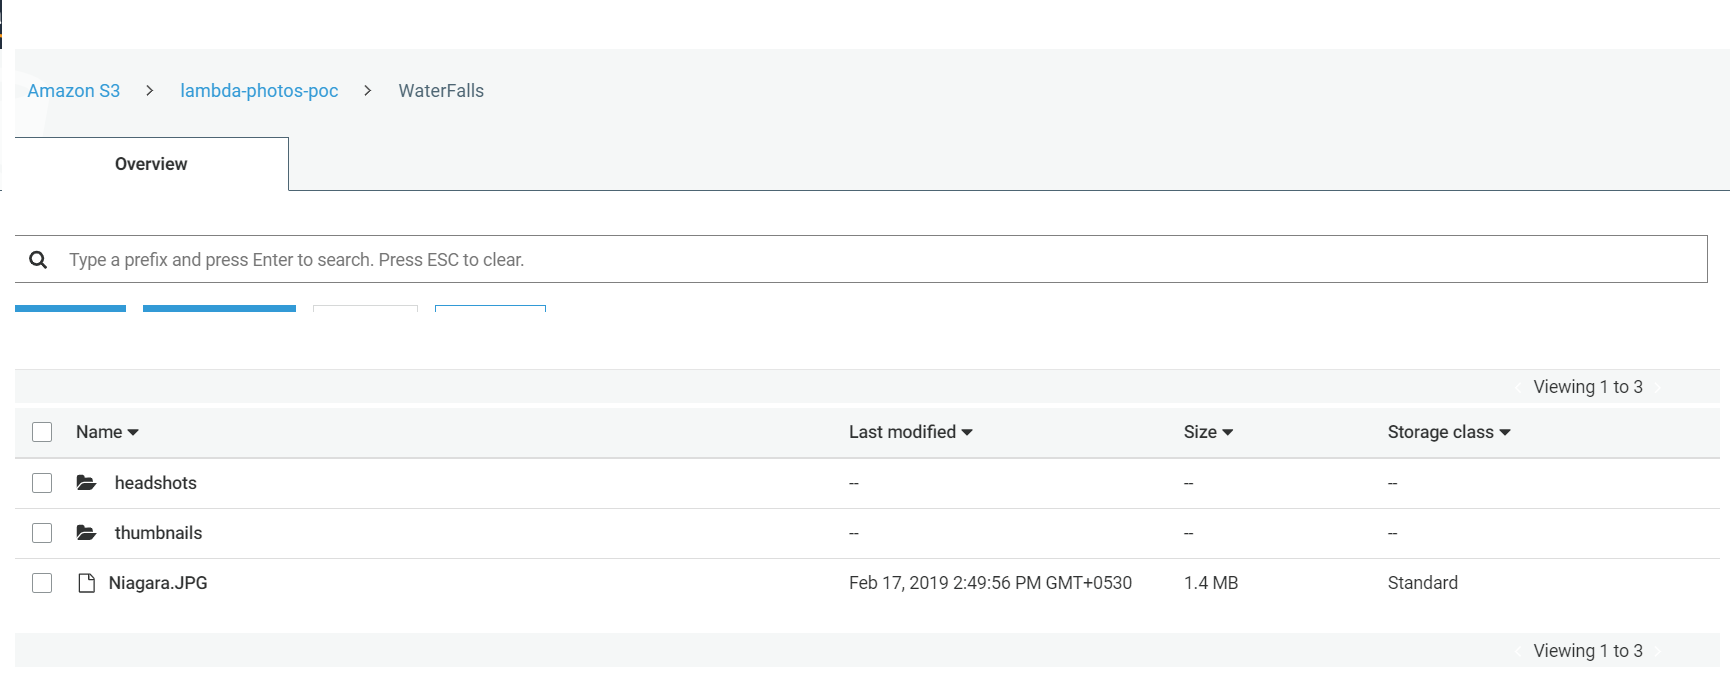 Amazon S3 > lambda-photos-poc > WaterFalls
Overview
Type a prefix and press Enter to search. Press ESC to clear.
Viewing 1 to 3
Name Last modified Size Storage class
headshots -- -- --
thumbnails -- -- --
Niagara.JPG Feb 17, 2019 2:49:56 PM GMT+0530 1.4 MB Standard
Viewing 1 to 3